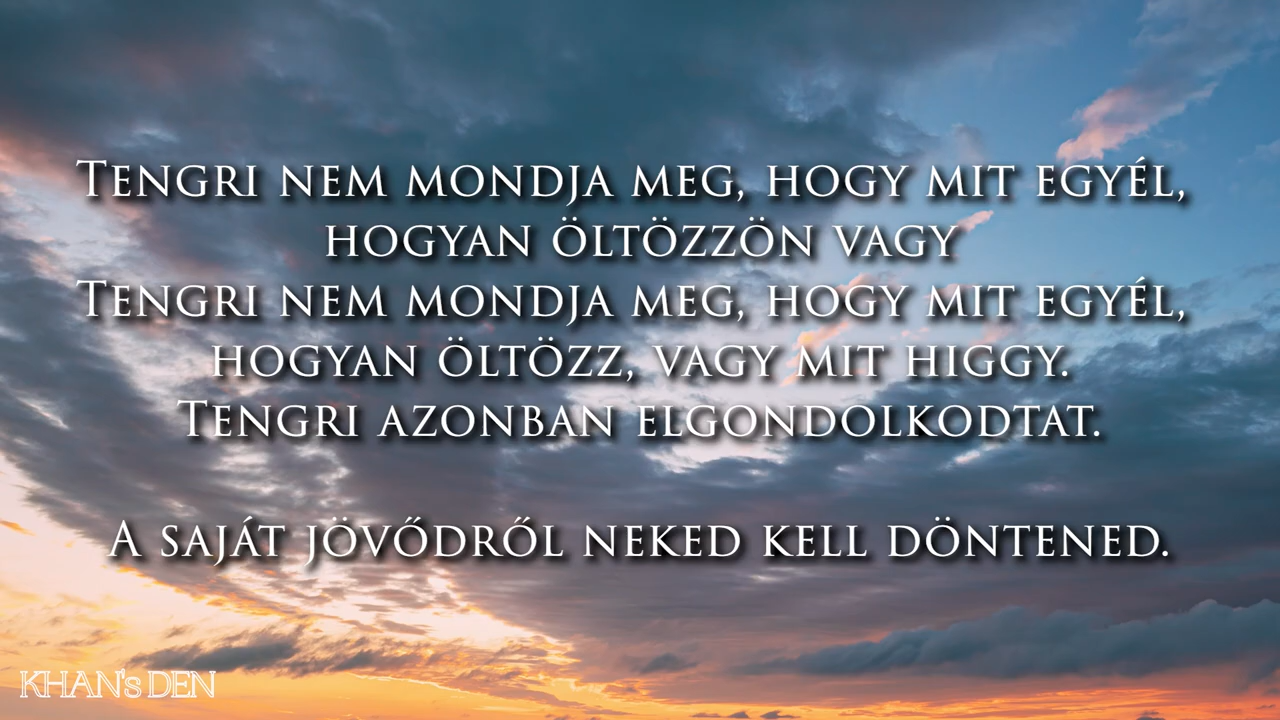 Tengri nem mondja meg, hogy mit egyél,
hogyan öltözzön vagy
Tengri nem mondja meg, hogy mit egyél,
hogyan öltözz, vagy mit higgy.
Tengri azonban elgondolkodtat.
A saját jövődről neked kell döntened.
KHAN's DEN